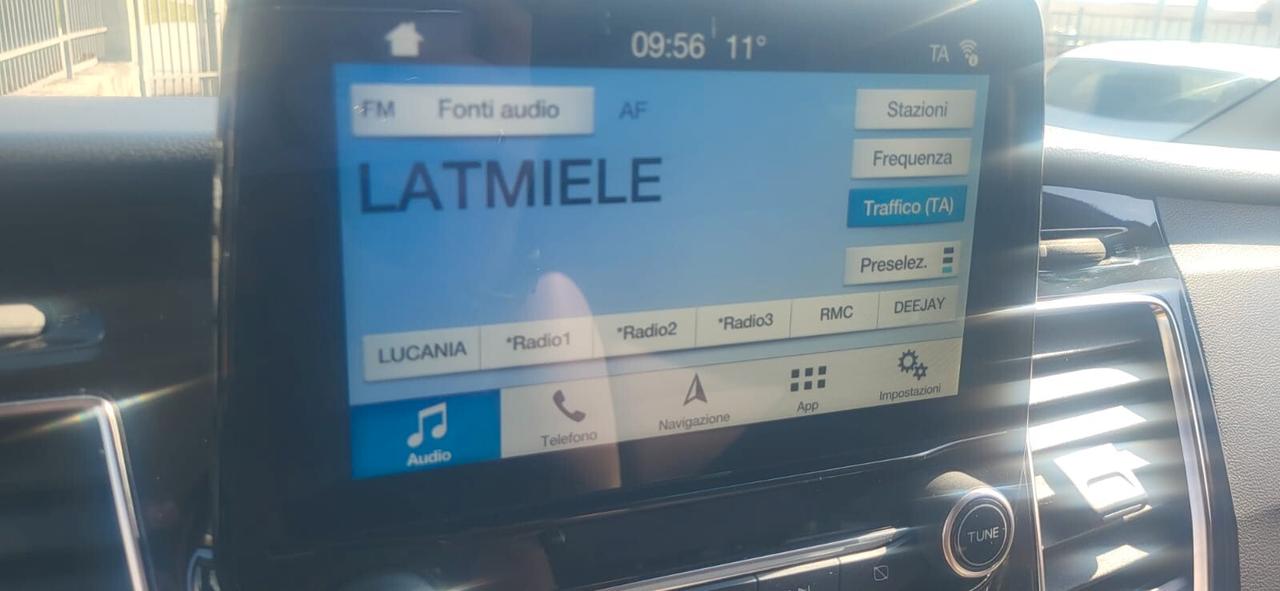 09:56 11° TA
FM Fonti audio AF
Stazioni
LATMIELE
Frequenza
Traffico (TA)
Preselez.
LUCANIA *Radio1 *Radio2 *Radio3 RMC DEEJAY
Audio Telefono Navigazione App Impostazioni
TUNE